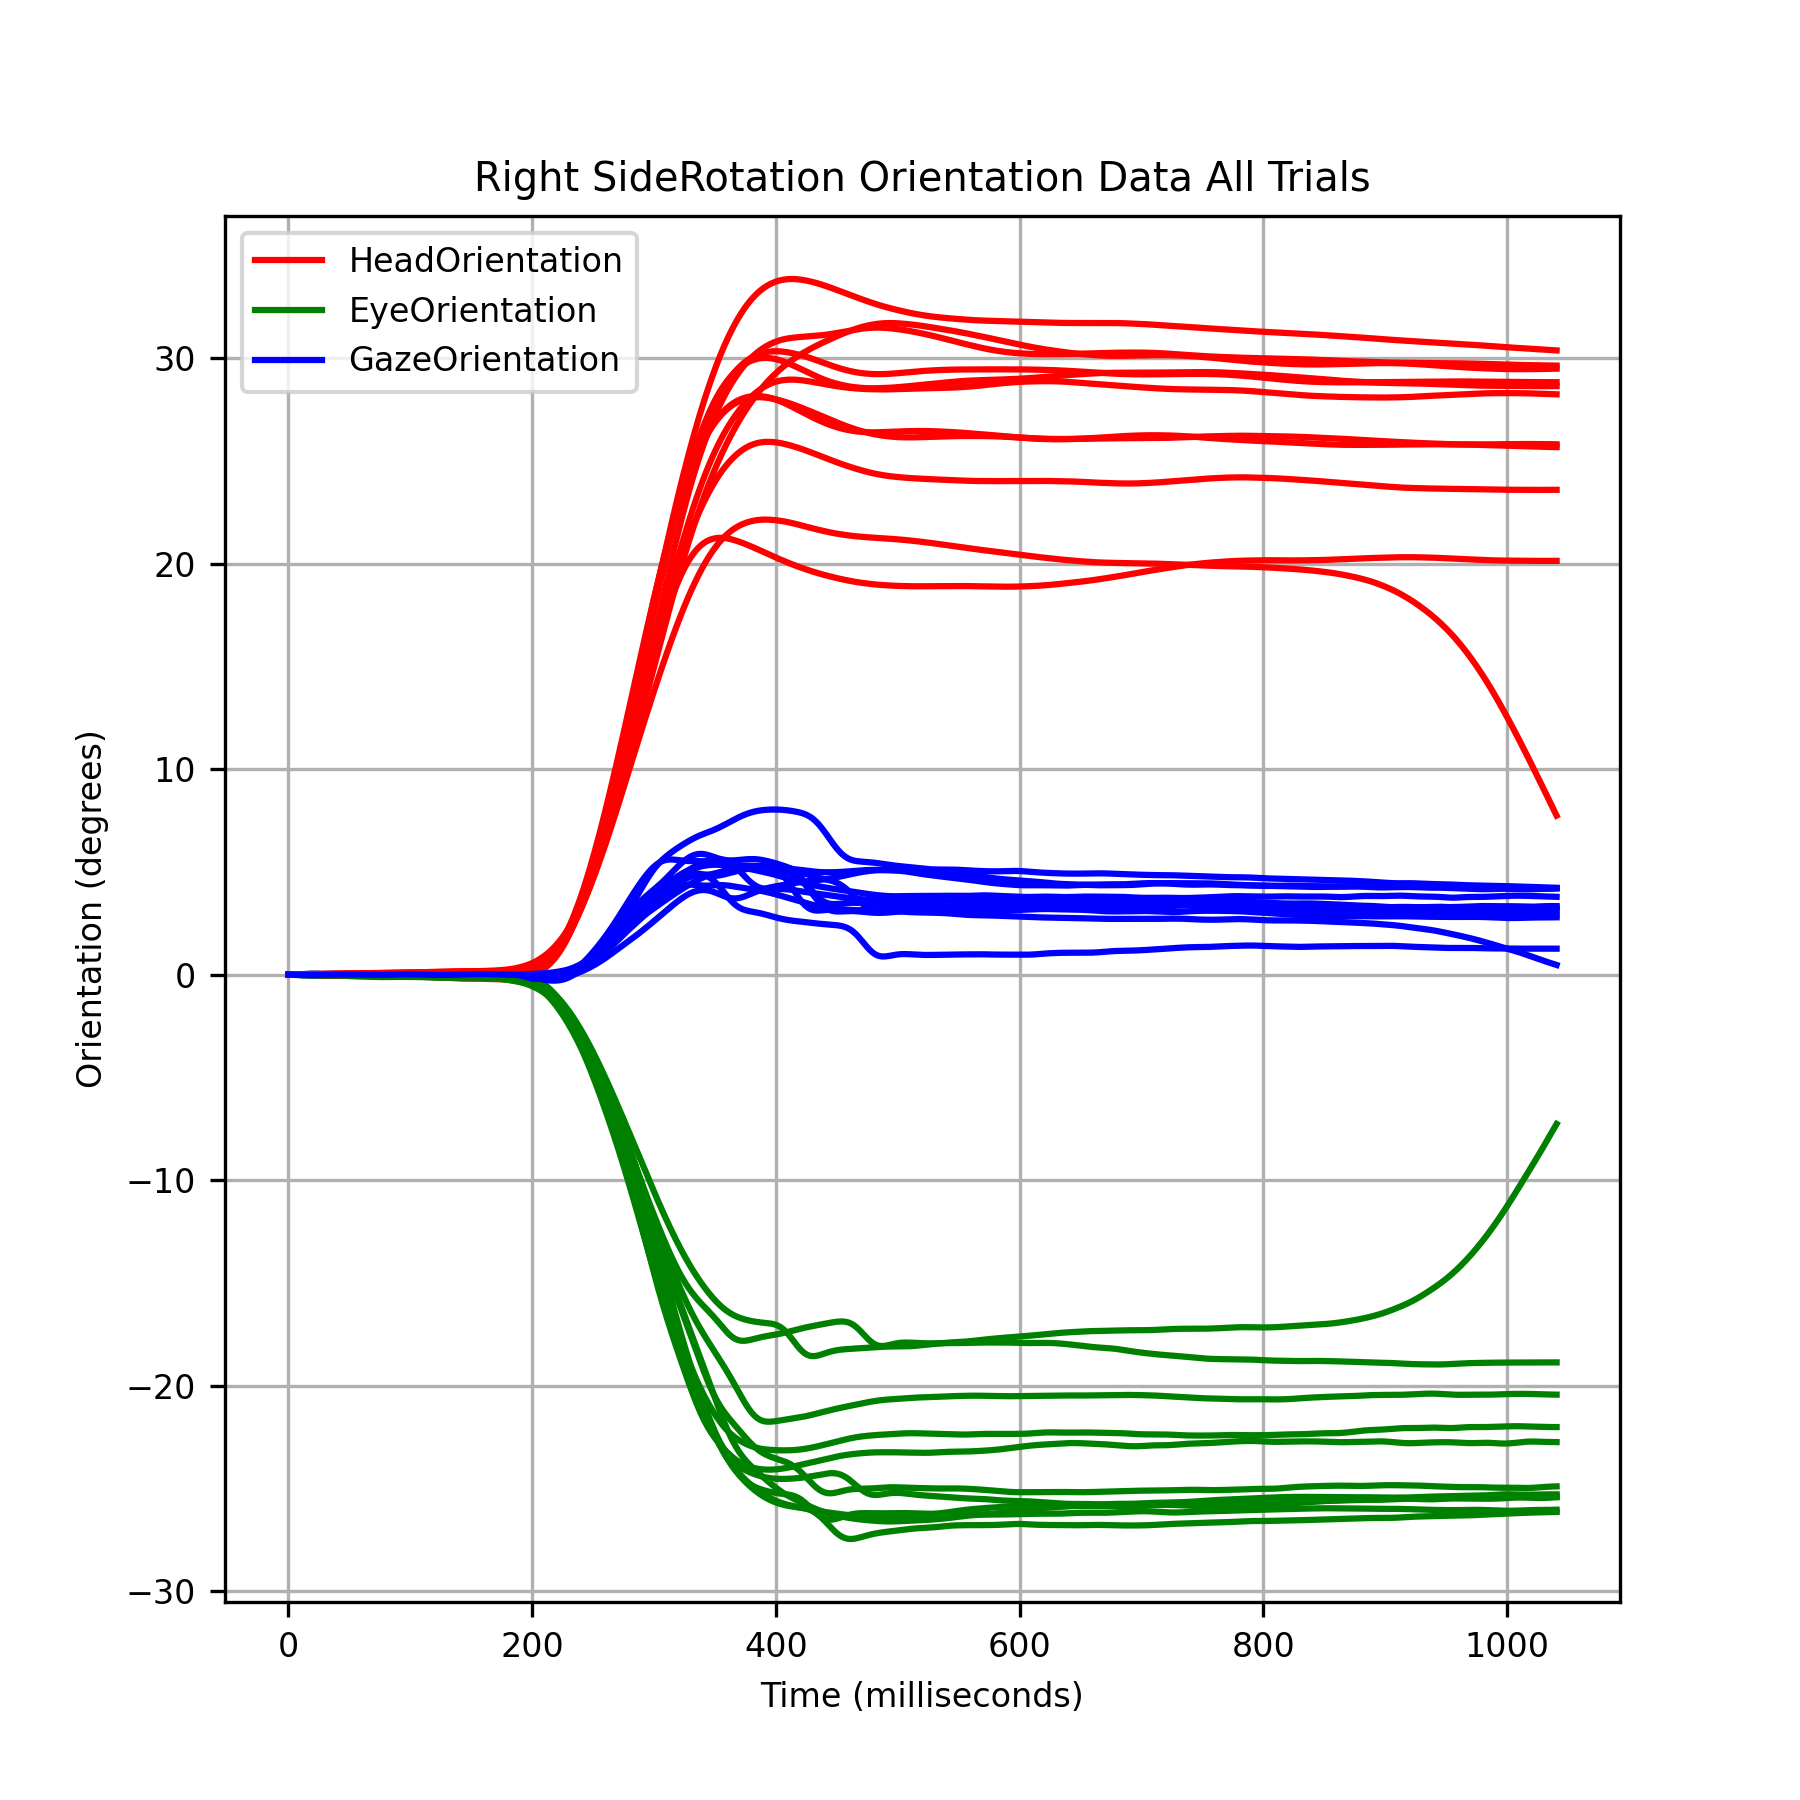 Right SideRotation Orientation Data All Trials
HeadOrientation
EyeOrientation
GazeOrientation
30
20
10
0
−10
−20
−30
Orientation (degrees)
0 200 400 600 800 1000
Time (milliseconds)